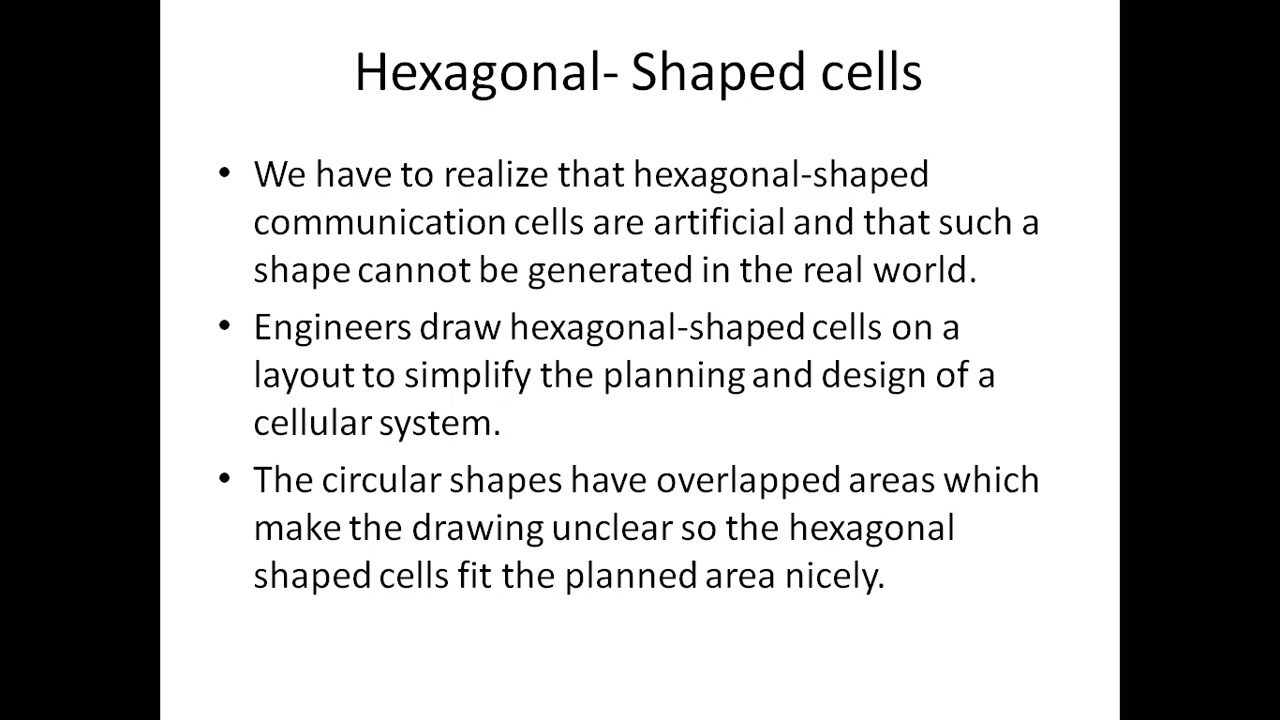 Hexagonal- Shaped cells
• We have to realize that hexagonal-shaped
communication cells are artificial and that such a
shape cannot be generated in the real world.
• Engineers draw hexagonal-shaped cells on a
layout to simplify the planning and design of a
cellular system.
• The circular shapes have overlapped areas which
make the drawing unclear so the hexagonal
shaped cells fit the planned area nicely.